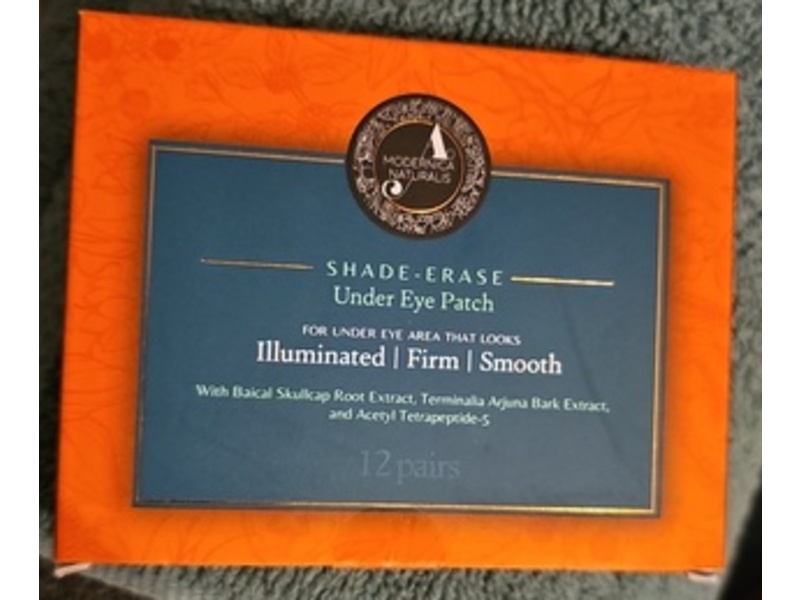 A
MODERNICA
NATURALIS
SHADE-ERASE
Under Eye Patch
FOR UNDER EYE AREA THAT LOOKS
Illuminated | Firm | Smooth
With Baical Skullcap Root Extract, Terminalia Arjuna Bark Extract,
and Acetyl Tetrapeptide-5
12 pairs